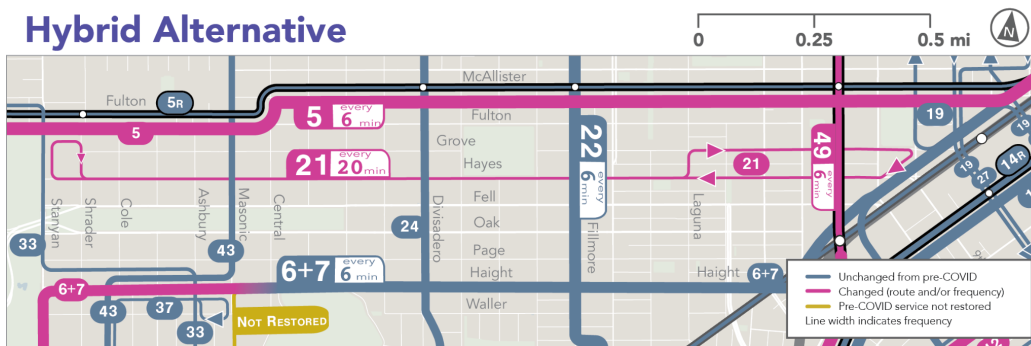 Hybrid Alternative
0 0.25 0.5 mi
N
McAllister
Fulton
5R
5
5 every 6 min
Fulton
19
19
Grove
21 every 20 min
Hayes
21
22 every 6 min
49 every 6 min
19
27
14R
Stanyan
Shrader
Cole
Ashbury
Masonic
Central
Divisadero
Fillmore
Laguna
Fell
Oak
Page
Haight
Waller
33
43
24
6+7 every 6 min
Haight
6+7
6+7
43
37
33
NOT RESTORED
Unchanged from pre-COVID
Changed (route and/or frequency)
Pre-COVID service not restored
Line width indicates frequency